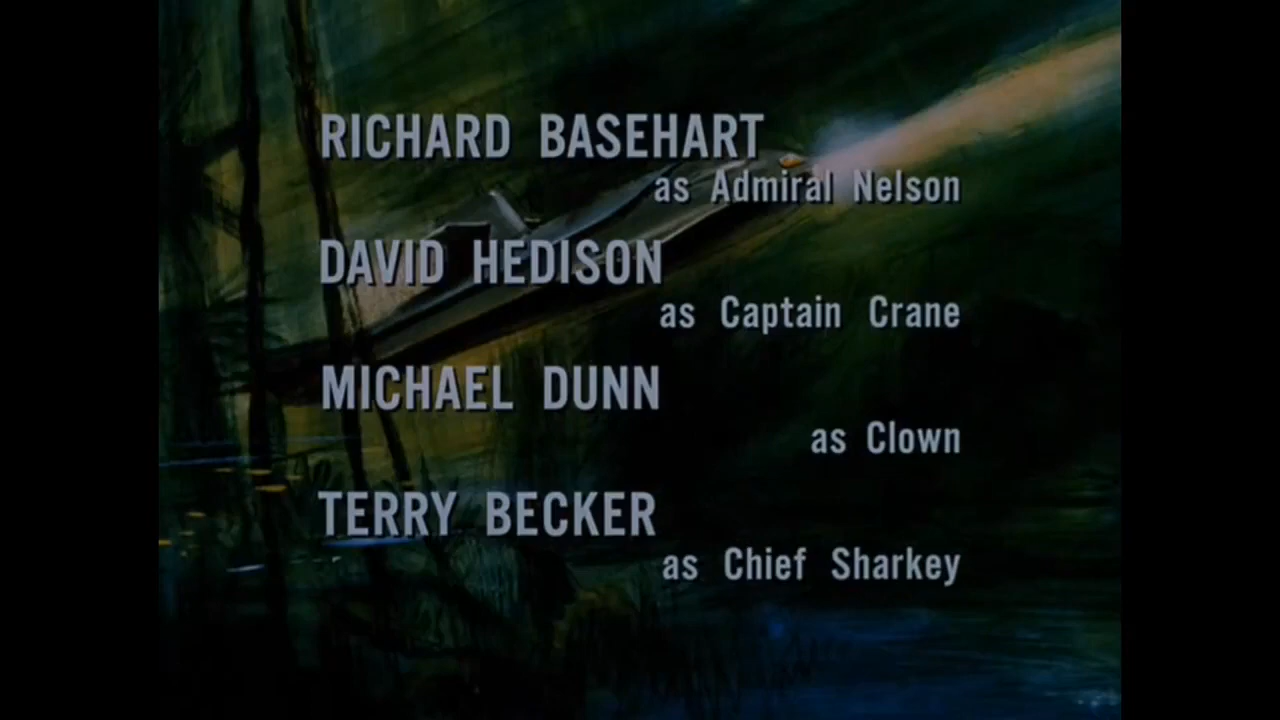 RICHARD BASEHART
as Admiral Nelson
DAVID HEDISON
as Captain Crane
MICHAEL DUNN
as Clown
TERRY BECKER
as Chief Sharkey